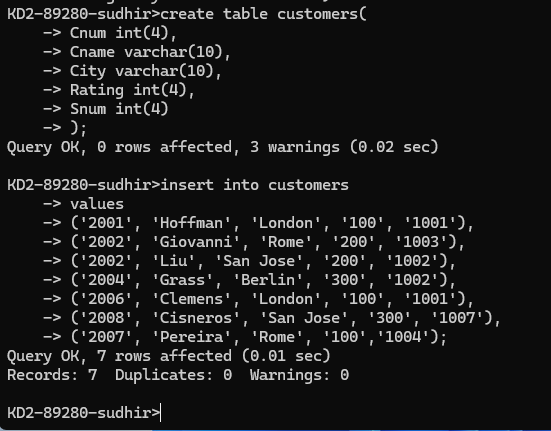 KD2-89280-sudhir>create table customers(
    -> Cnum int(4),
    -> Cname varchar(10),
    -> City varchar(10),
    -> Rating int(4),
    -> Snum int(4)
    -> );
Query OK, 0 rows affected, 3 warnings (0.02 sec)

KD2-89280-sudhir>insert into customers
    -> values
    -> ('2001', 'Hoffman', 'London', '100', '1001'),
    -> ('2002', 'Giovanni', 'Rome', '200', '1003'),
    -> ('2002', 'Liu', 'San Jose', '200', '1002'),
    -> ('2004', 'Grass', 'Berlin', '300', '1002'),
    -> ('2006', 'Clemens', 'London', '100', '1001'),
    -> ('2008', 'Cisneros', 'San Jose', '300', '1007'),
    -> ('2007', 'Pereira', 'Rome', '100','1004');
Query OK, 7 rows affected (0.01 sec)
Records: 7  Duplicates: 0  Warnings: 0

KD2-89280-sudhir>